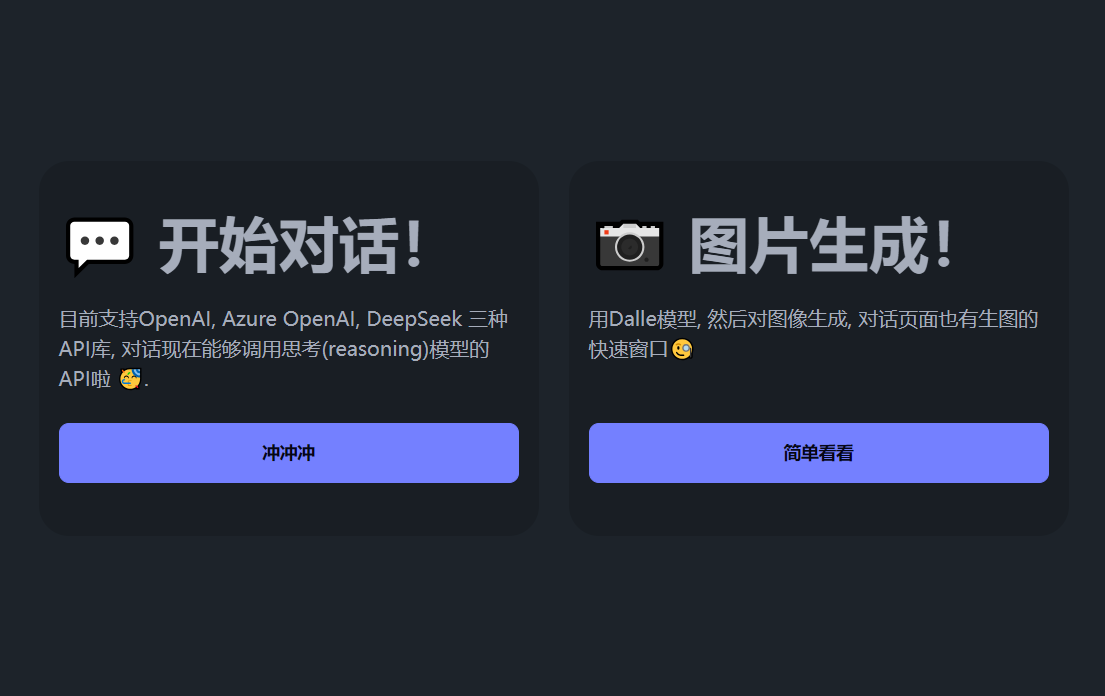 开始对话！
目前支持OpenAI, Azure OpenAI, DeepSeek 三种
API库, 对话现在能够调用思考(reasoning)模型的
API啦 🥳.
冲冲冲
图片生成！
用Dalle模型, 然后对图像生成, 对话页面也有生图的
快速窗口🧐
简单看看